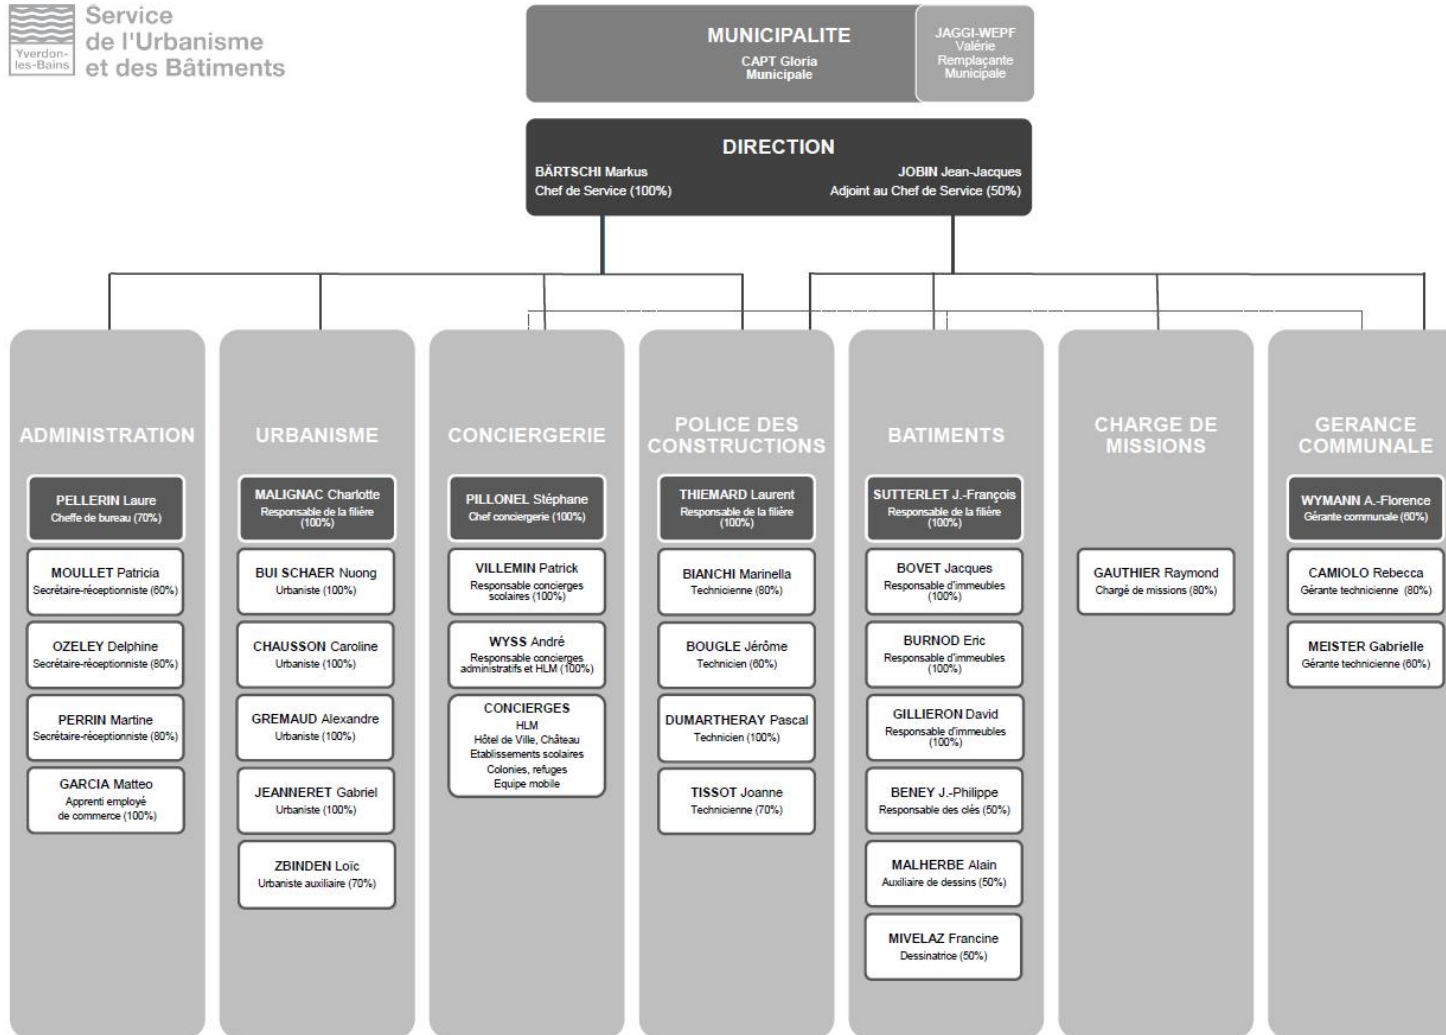 Service
de l'Urbanisme
et des Bâtiments
Yverdon-
les-Bains
MUNICIPALITE
CAPT Gloria
Municipale
JAGGI-WEPF
Valérie
Remplaçante
Municipale
DIRECTION
BÄRTSCHI Markus
Chef de Service (100%)
JOBIN Jean-Jacques
Adjoint au Chef de Service (50%)
ADMINISTRATION
PELLERIN Laure
Cheffe de bureau (70%)
MOULLET Patricia
Secrétaire-réceptionniste (60%)
OZELEY Delphine
Secrétaire-réceptionniste (80%)
PERRIN Martine
Secrétaire-réceptionniste (80%)
GARCIA Matteo
Apprenti employé
de commerce (100%)
URBANISME
MALIGNAC Charlotte
Responsable de la filière
(100%)
BUI SCHAER Nuong
Urbaniste (100%)
CHAUSSON Caroline
Urbaniste (100%)
GREMAUD Alexandre
Urbaniste (100%)
JEANNERET Gabriel
Urbaniste (100%)
ZBINDEN Loïc
Urbaniste auxiliaire (70%)
CONCIERGERIE
PILLONEL Stéphane
Chef conciergerie (100%)
VILLEMIN Patrick
Responsable concierges
scolaires (100%)
WYSS André
Responsable concierges
administratifs et HLM (100%)
CONCIERGES
HLM
Hôtel de Ville, Château
Etablissements scolaires
Colonies, refuges
Equipe mobile
POLICE DES
CONSTRUCTIONS
THIEMARD Laurent
Responsable de la filière
(100%)
BIANCHI Marinella
Technicienne (80%)
BOUGLE Jérôme
Technicien (60%)
DUMARTHERAY Pascal
Technicien (100%)
TISSOT Joanne
Technicienne (70%)
BATIMENTS
SUTTERLET J.-François
Responsable de la filière
(100%)
BOVET Jacques
Responsable d'immeubles
(100%)
BURNOD Eric
Responsable d'immeubles
(100%)
GILLIERON David
Responsable d'immeubles
(100%)
BENEY J.-Philippe
Responsable des clés (50%)
MALHERBE Alain
Auxiliaire de dessins (50%)
MIVELAZ Francine
Dessinatrice (50%)
CHARGE DE
MISSIONS
GAUTHIER Raymond
Chargé de missions (80%)
GERANCE
COMMUNALE
WYMANN A.-Florence
Gérante communale (60%)
CAMIOLO Rebecca
Gérante technicienne (80%)
MEISTER Gabrielle
Gérante technicienne (60%)